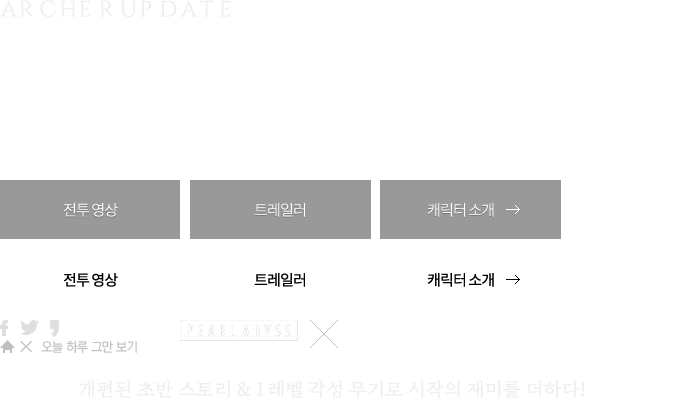 ARCHER UPDATE
전투 영상 트레일러 캐릭터 소개 →
전투 영상 트레일러 캐릭터 소개 →
PEARL ABYSS
오늘 하루 그만 보기
개편된 초반 스토리 & 1레벨 각성 무기로 시작의 재미를 더하다!